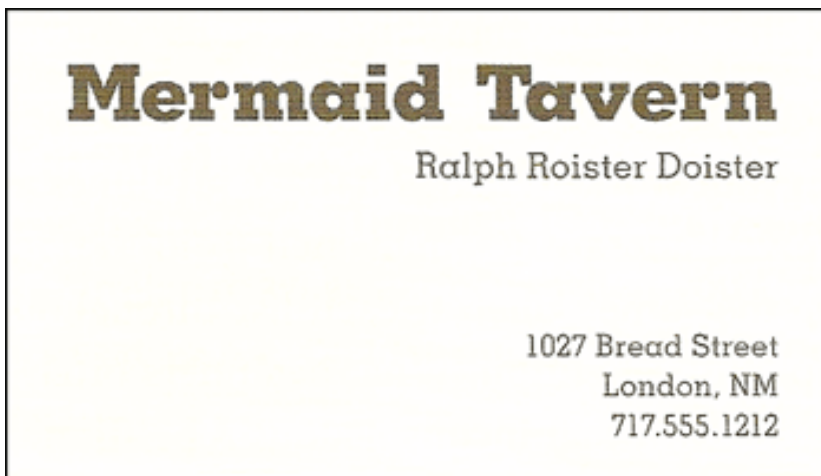 Mermaid Tavern
Ralph Roister Doister
1027 Bread Street
London, NM
717.555.1212